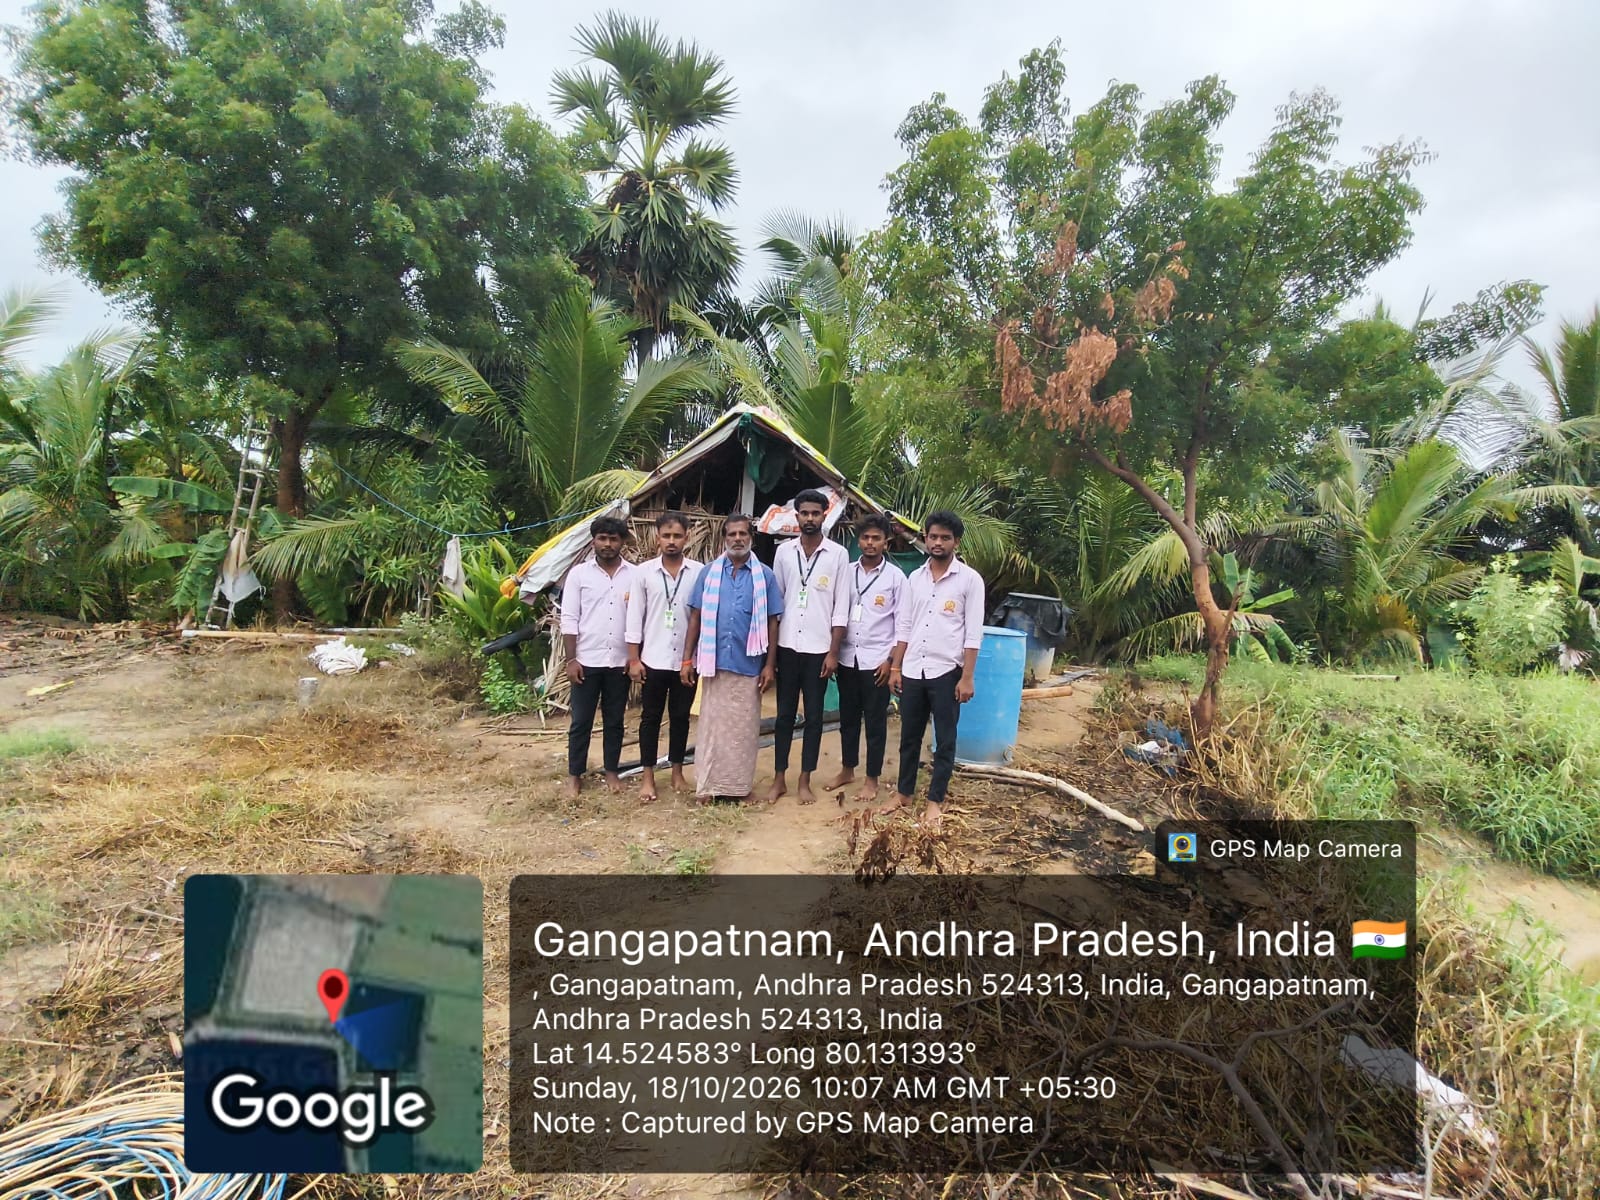 GPS Map Camera
Gangapatnam, Andhra Pradesh, India
, Gangapatnam, Andhra Pradesh 524313, India, Gangapatnam,
Andhra Pradesh 524313, India
Lat 14.524583° Long 80.131393°
Sunday, 18/10/2026 10:07 AM GMT +05:30
Note : Captured by GPS Map Camera
Google